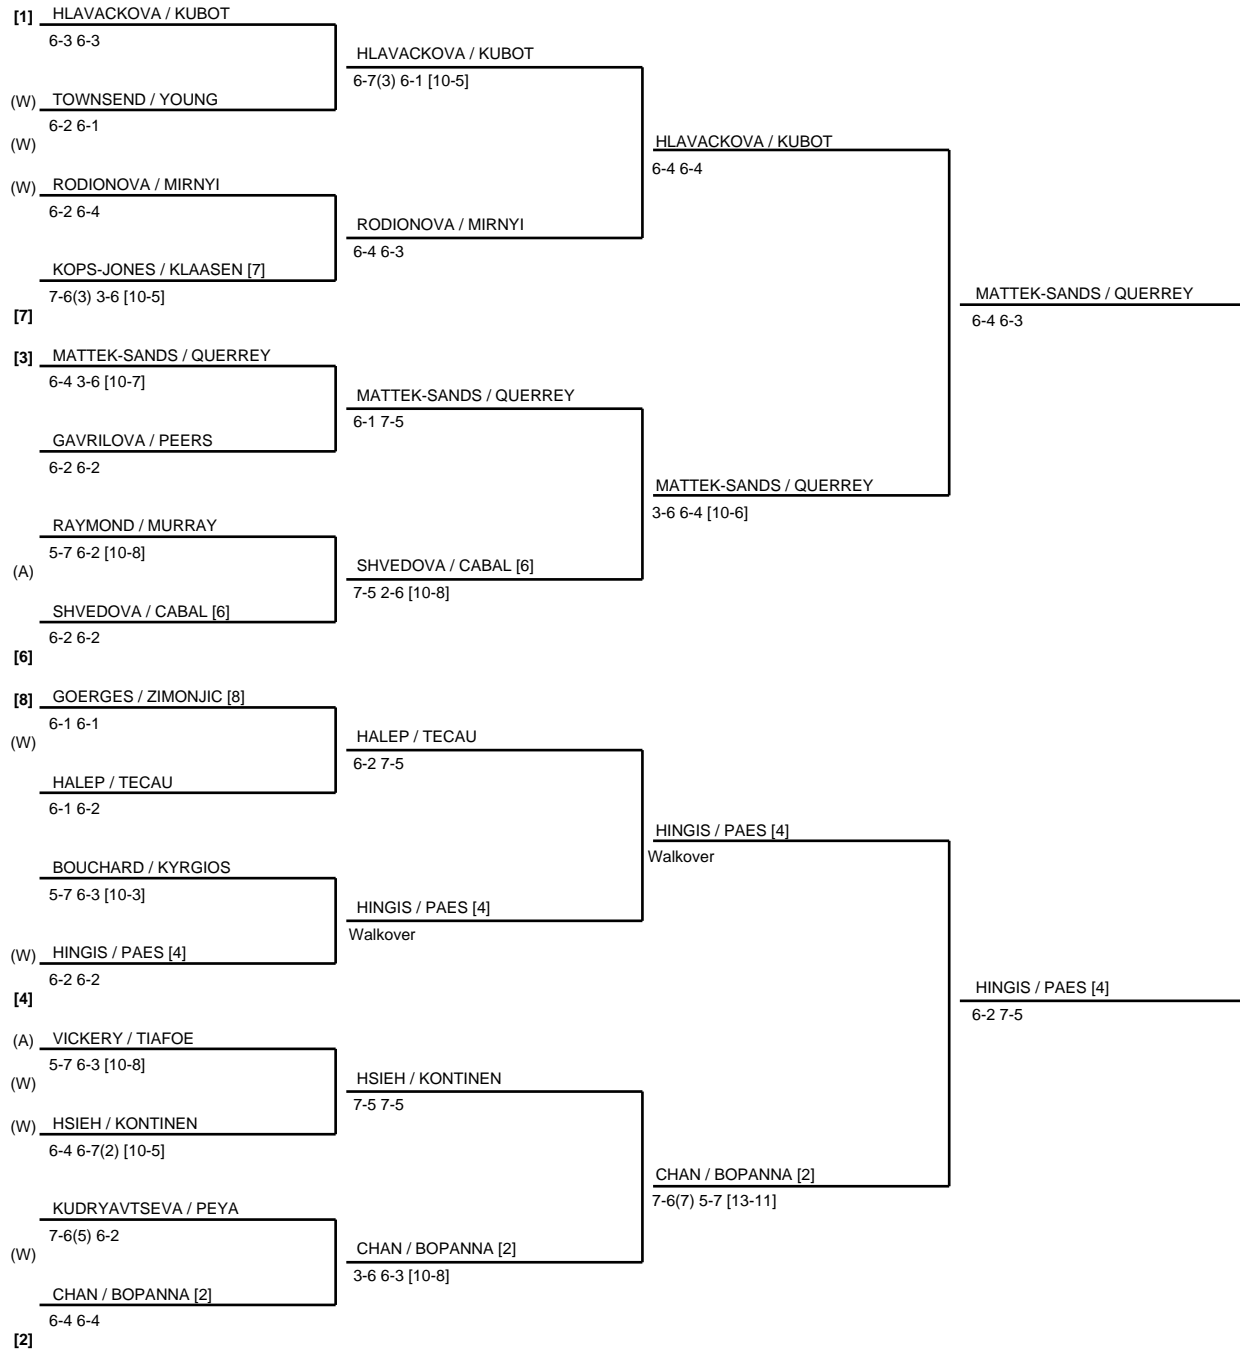 [1] HLAVACKOVA / KUBOT
6-3 6-3
HLAVACKOVA / KUBOT
6-7(3) 6-1 [10-5]
(W) TOWNSEND / YOUNG
6-2 6-1
(W)
HLAVACKOVA / KUBOT
6-4 6-4
(W) RODIONOVA / MIRNYI
6-2 6-4
RODIONOVA / MIRNYI
6-4 6-3
KOPS-JONES / KLAASEN [7]
7-6(3) 3-6 [10-5]
[7]
MATTEK-SANDS / QUERREY
6-4 6-3
[3] MATTEK-SANDS / QUERREY
6-4 3-6 [10-7]
MATTEK-SANDS / QUERREY
6-1 7-5
GAVRILOVA / PEERS
6-2 6-2
MATTEK-SANDS / QUERREY
3-6 6-4 [10-6]
RAYMOND / MURRAY
5-7 6-2 [10-8]
(A)
SHVEDOVA / CABAL [6]
7-5 2-6 [10-8]
SHVEDOVA / CABAL [6]
6-2 6-2
[6]
[8] GOERGES / ZIMONJIC [8]
6-1 6-1
(W)
HALEP / TECAU
6-2 7-5
HALEP / TECAU
6-1 6-2
HINGIS / PAES [4]
Walkover
BOUCHARD / KYRGIOS
5-7 6-3 [10-3]
HINGIS / PAES [4]
Walkover
(W) HINGIS / PAES [4]
6-2 6-2
[4]
HINGIS / PAES [4]
6-2 7-5
(A) VICKERY / TIAFOE
5-7 6-3 [10-8]
(W)
HSIEH / KONTINEN
7-5 7-5
(W) HSIEH / KONTINEN
6-4 6-7(2) [10-5]
CHAN / BOPANNA [2]
7-6(7) 5-7 [13-11]
KUDRYAVTSEVA / PEYA
7-6(5) 6-2
(W)
CHAN / BOPANNA [2]
3-6 6-3 [10-8]
CHAN / BOPANNA [2]
6-4 6-4
[2]